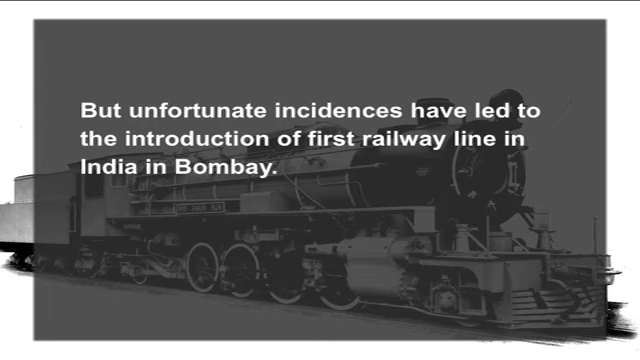 But unfortunate incidences have led to
the introduction of first railway line in
India in Bombay.